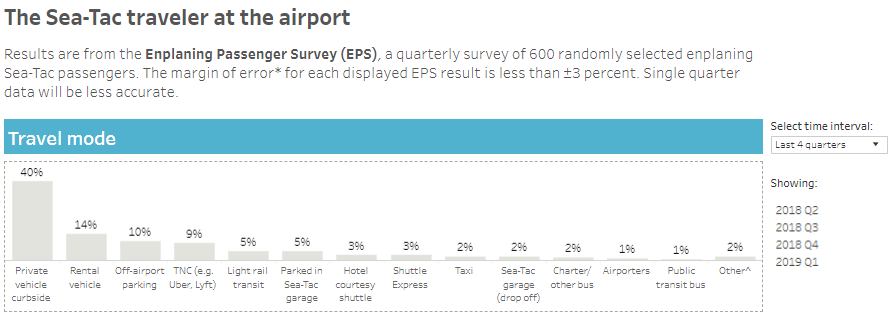 The Sea-Tac traveler at the airport
Results are from the Enplaning Passenger Survey (EPS), a quarterly survey of 600 randomly selected enplaning
Sea-Tac passengers. The margin of error* for each displayed EPS result is less than ±3 percent. Single quarter
data will be less accurate.
Select time interval:
Travel mode
Last 4 quarters
40%
14%
10%
9%
5%
5%
3%
3%
2%
2%
2%
1%
1%
2%
Private
vehicle
curbside
Rental
vehicle
Off-airport
parking
TNC (e.g.
Uber, Lyft)
Light rail
transit
Parked in
Sea-Tac
garage
Hotel
courtesy
shuttle
Shuttle
Express
Taxi
Sea-Tac
garage
(drop off)
Charter/
other bus
Airporters
Public
transit bus
Other^
Showing:
2018 Q2
2018 Q3
2018 Q4
2019 Q1